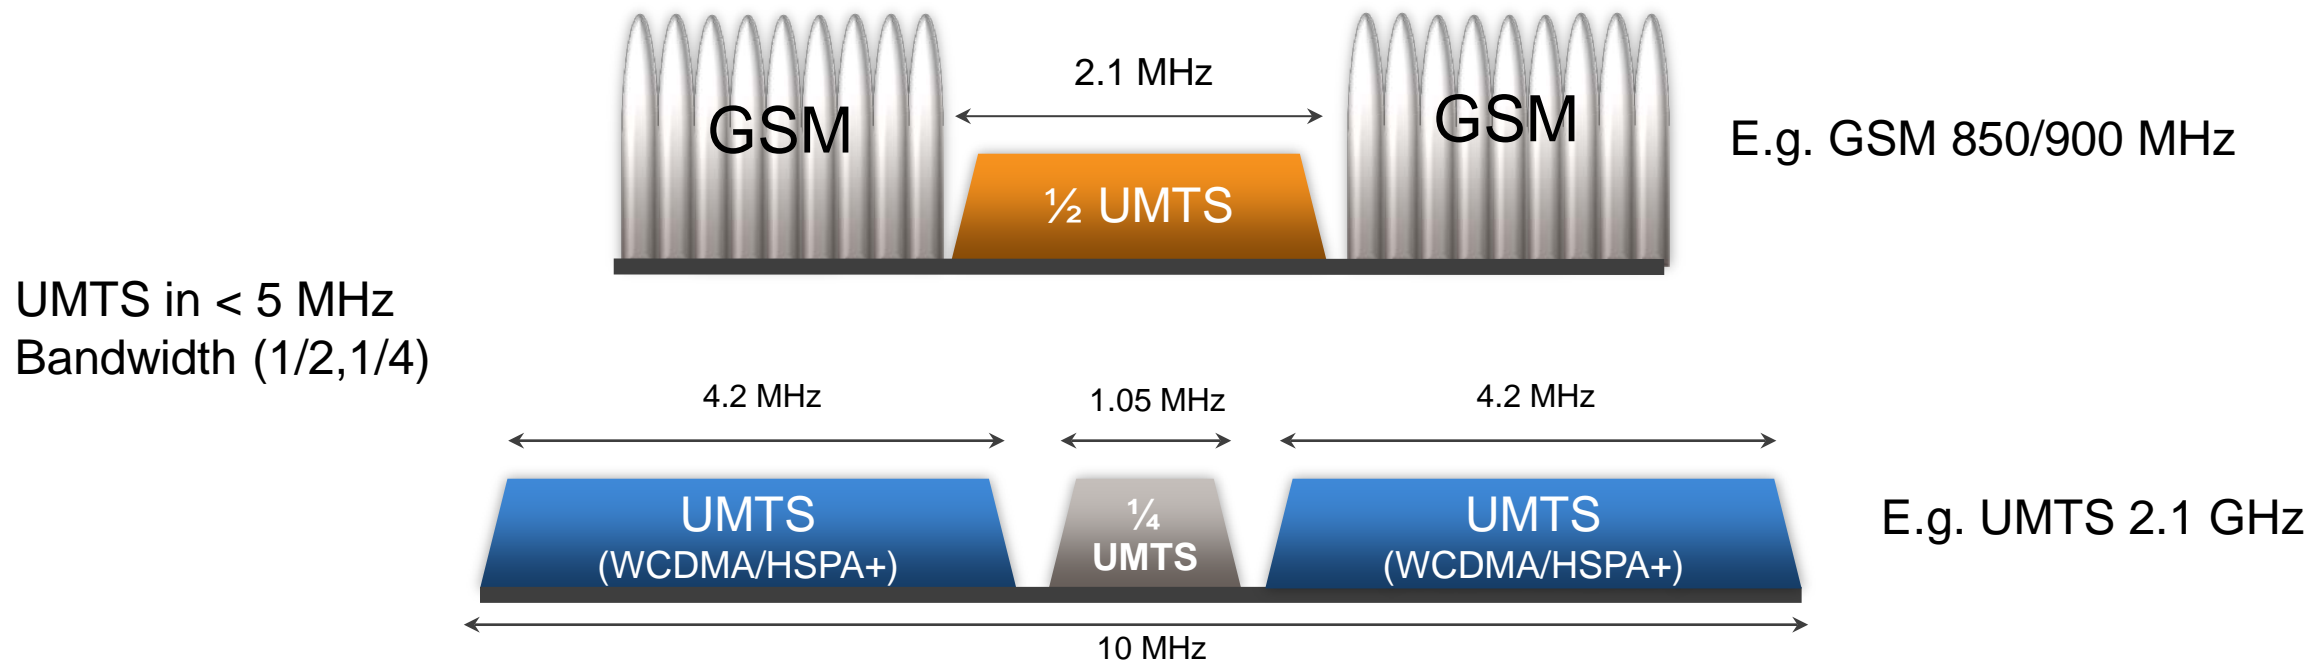 2.1 MHz
GSM
GSM
½ UMTS
E.g. GSM 850/900 MHz
UMTS in < 5 MHz
Bandwidth (1/2,1/4)
4.2 MHz
1.05 MHz
4.2 MHz
UMTS
(WCDMA/HSPA+)
¼
UMTS
UMTS
(WCDMA/HSPA+)
E.g. UMTS 2.1 GHz
10 MHz